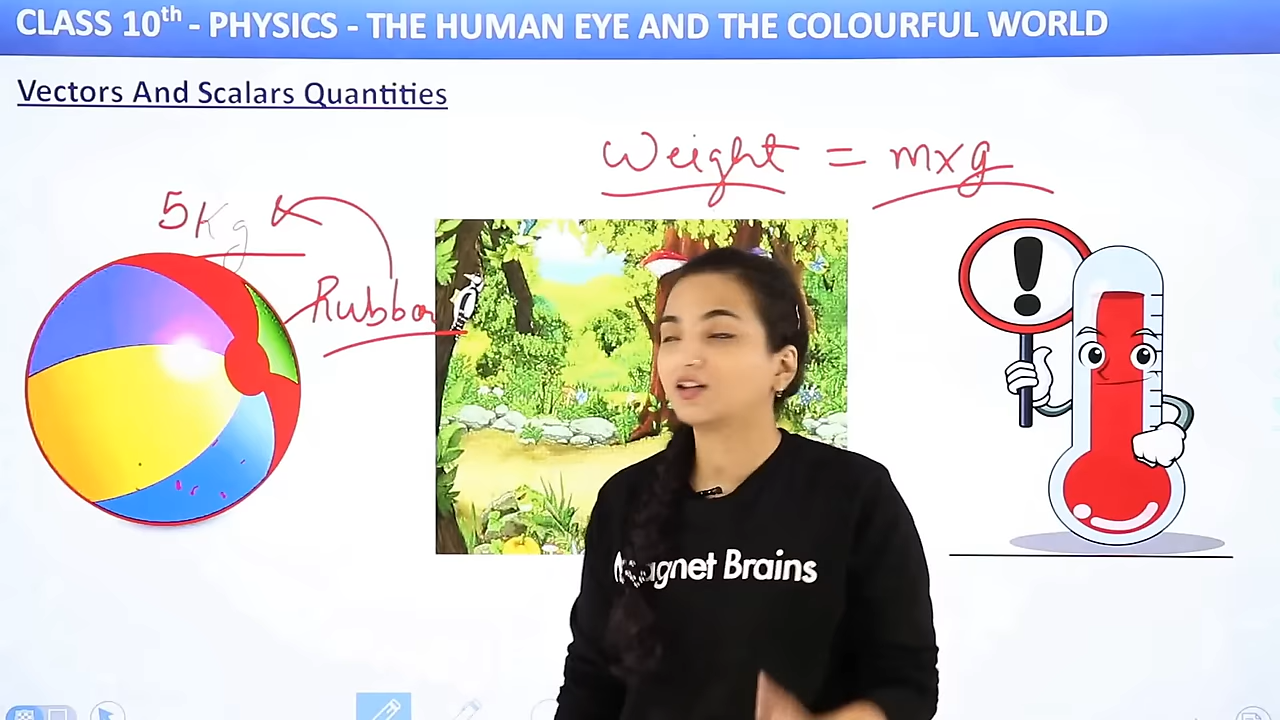 CLASS 10th - PHYSICS - THE HUMAN EYE AND THE COLOURFUL WORLD
Vectors And Scalars Quantities
Weight = m×g
5Kg
Rubber
!
Magnet Brains